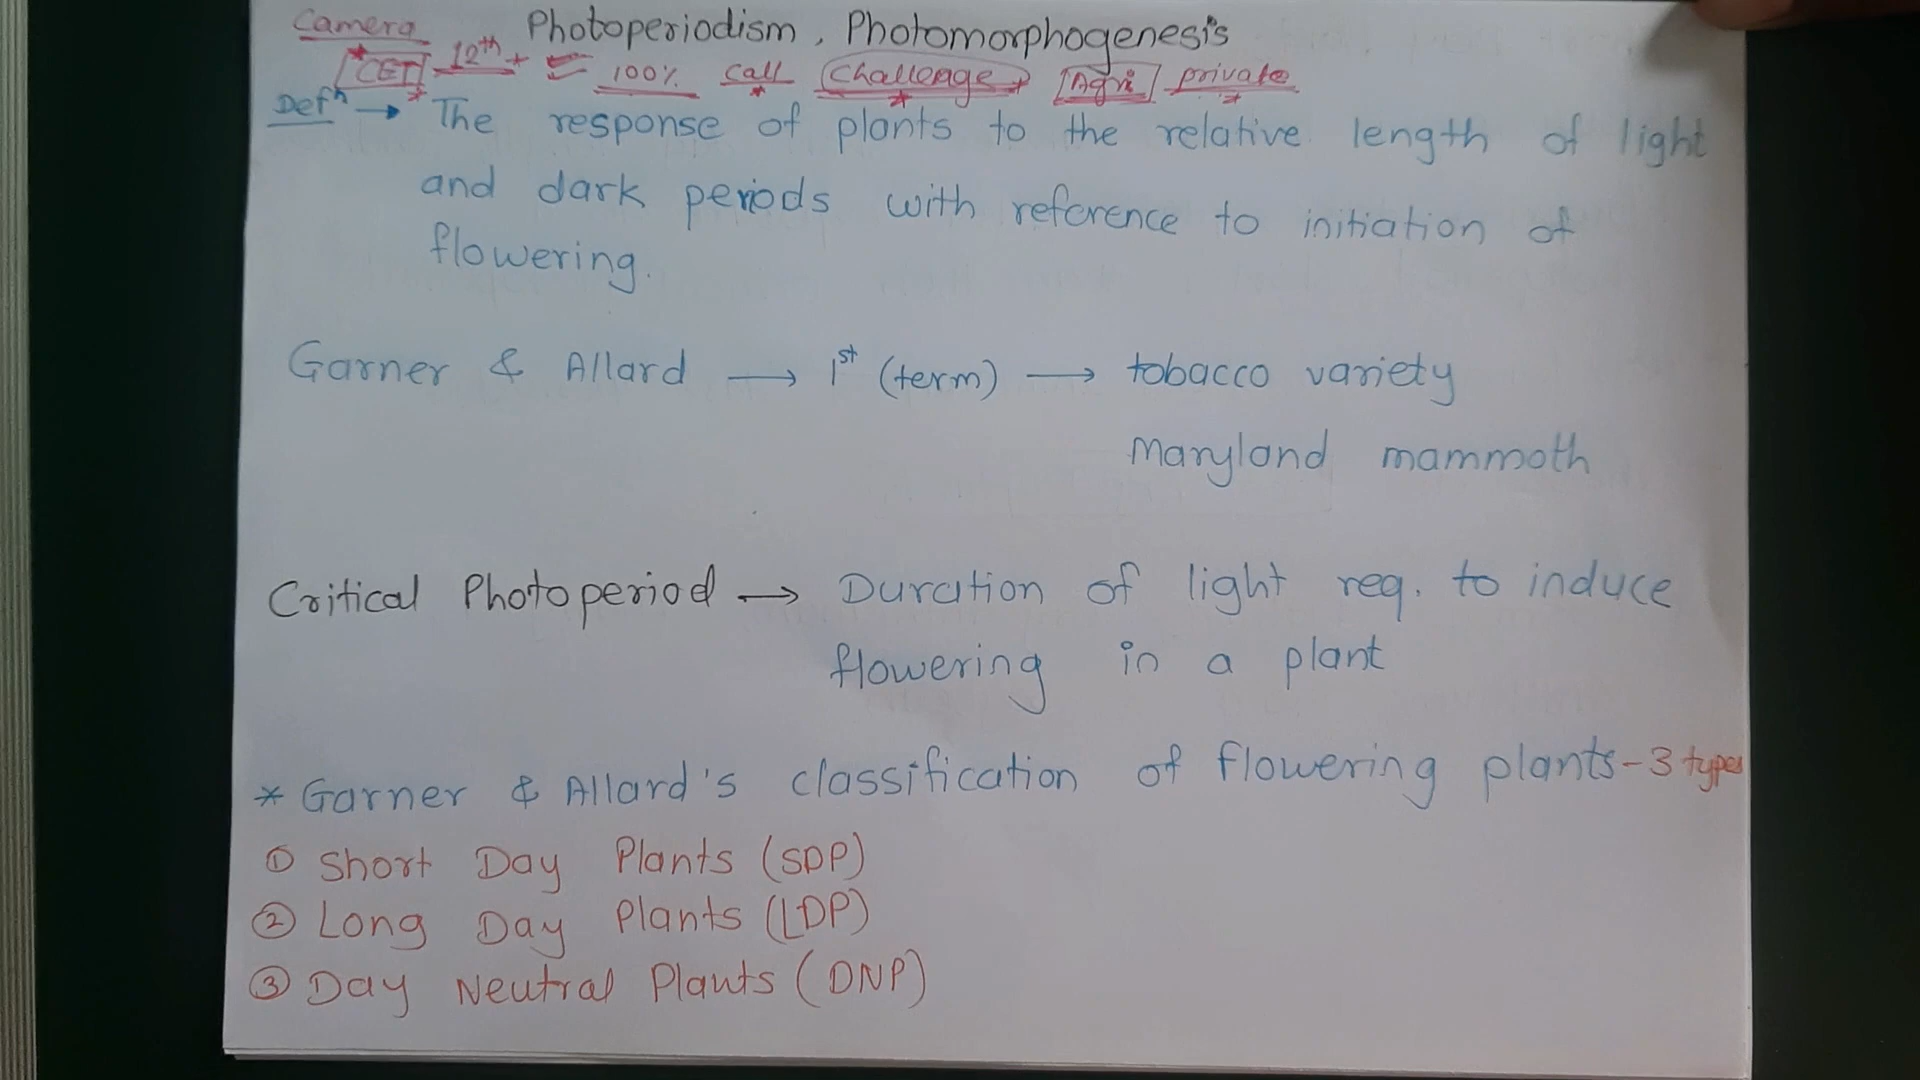 Camera Photoperiodism, Photomorphogenesis
CET 12th + 100% call challenge Agri private
Defn → The response of plants to the relative length of light
and dark periods with reference to initiation of
flowering.
Garner & Allard → 1st (term) → tobacco variety
Maryland mammoth
Critical Photoperiod → Duration of light req. to induce
flowering in a plant
* Garner & Allard's classification of flowering plants - 3 types
① Short Day Plants (SDP)
② Long Day Plants (LDP)
③ Day Neutral Plants (DNP)